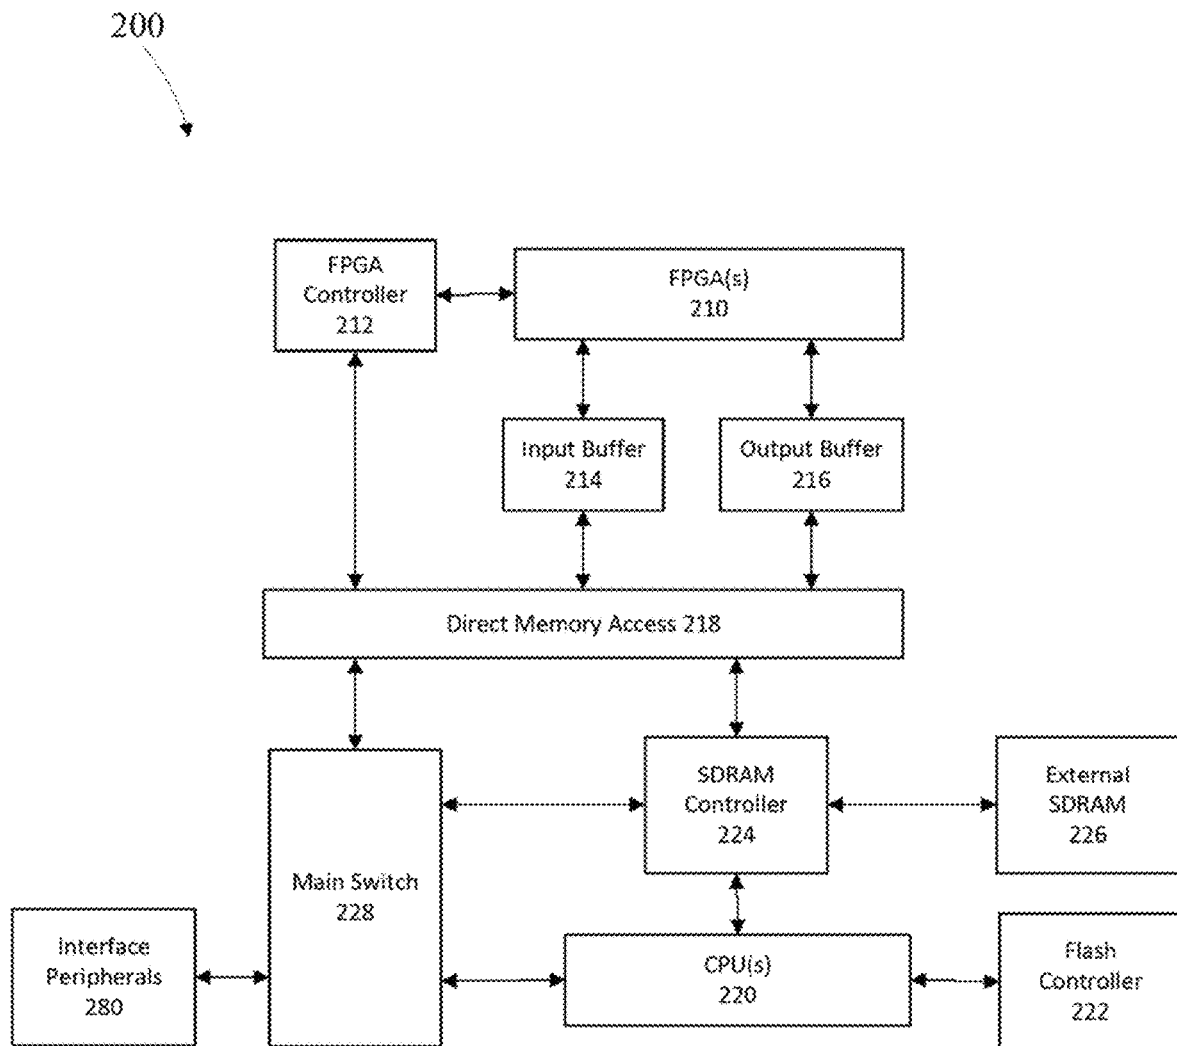 200
FPGA
Controller
212
FPGA(s)
210
Input Buffer
214
Output Buffer
216
Direct Memory Access 218
SDRAM
Controller
224
External
SDRAM
226
Main Switch
228
Interface
Peripherals
280
CPU(s)
220
Flash
Controller
222